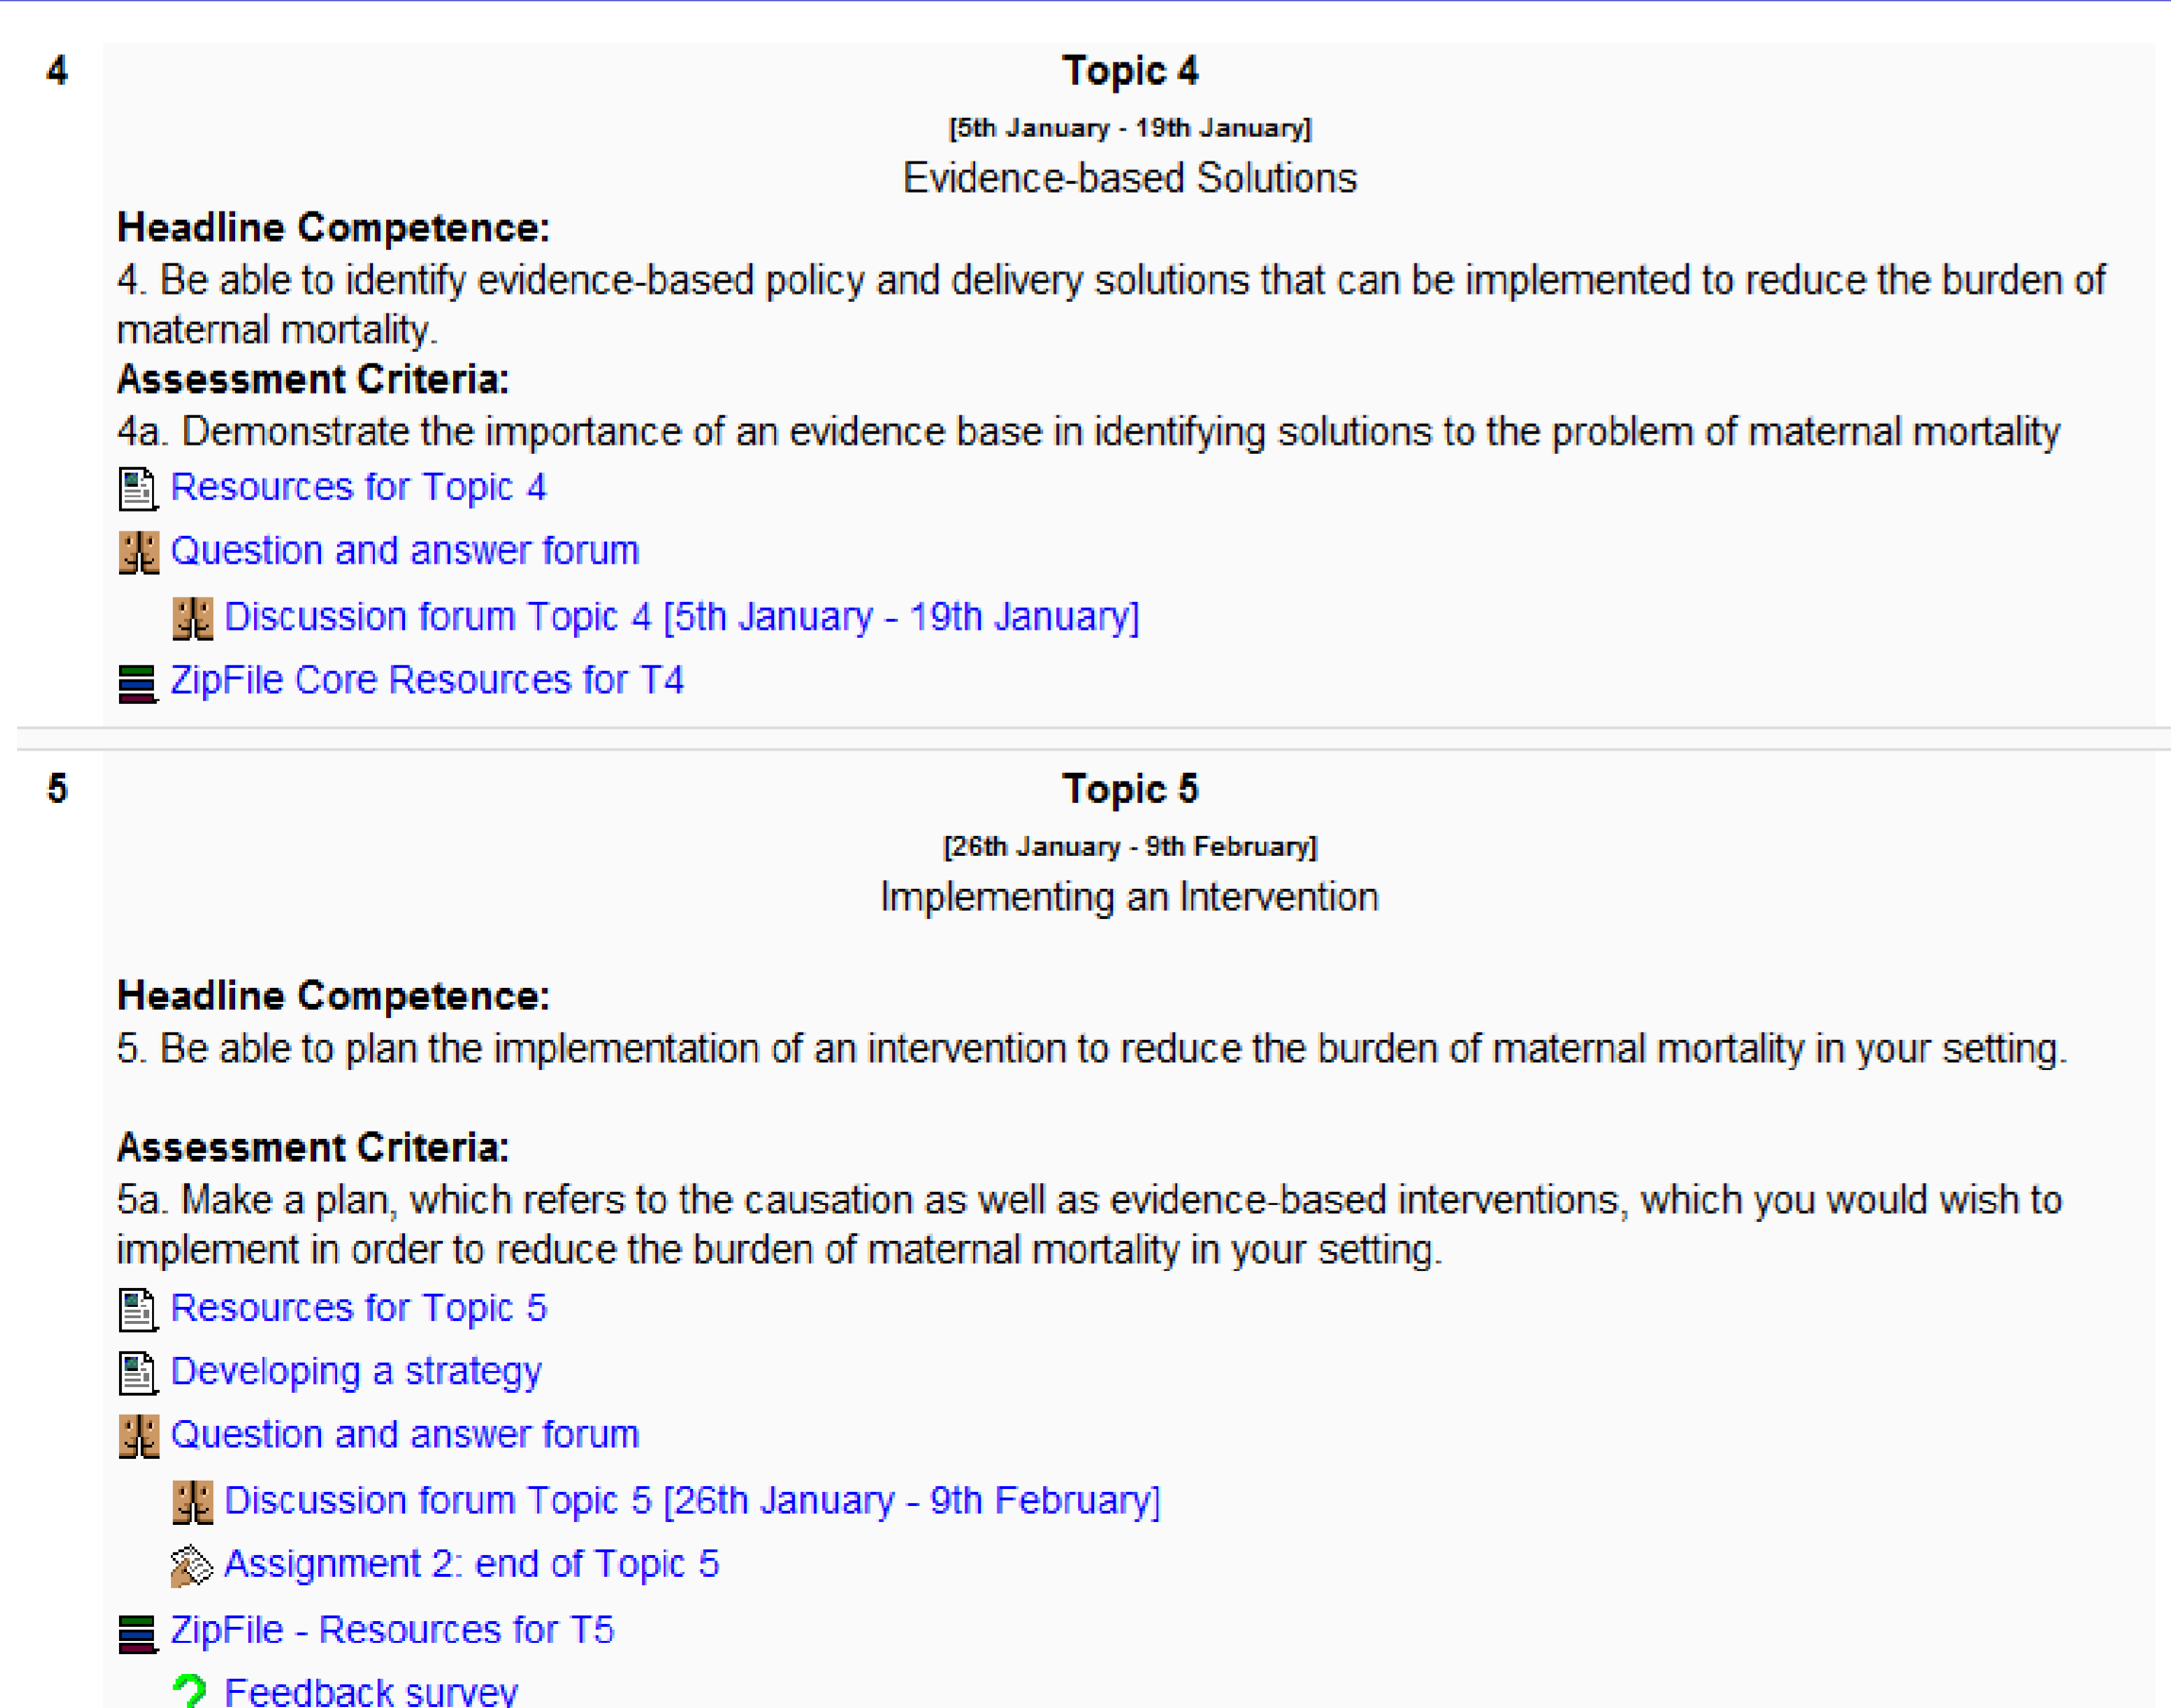 4
Topic 4
[5th January - 19th January]
Evidence-based Solutions
Headline Competence:
4. Be able to identify evidence-based policy and delivery solutions that can be implemented to reduce the burden of
maternal mortality.
Assessment Criteria:
4a. Demonstrate the importance of an evidence base in identifying solutions to the problem of maternal mortality
Resources for Topic 4
Question and answer forum
Discussion forum Topic 4 [5th January - 19th January]
ZipFile Core Resources for T4
5
Topic 5
[26th January - 9th February]
Implementing an Intervention
Headline Competence:
5. Be able to plan the implementation of an intervention to reduce the burden of maternal mortality in your setting.
Assessment Criteria:
5a. Make a plan, which refers to the causation as well as evidence-based interventions, which you would wish to
implement in order to reduce the burden of maternal mortality in your setting.
Resources for Topic 5
Developing a strategy
Question and answer forum
Discussion forum Topic 5 [26th January - 9th February]
Assignment 2: end of Topic 5
ZipFile - Resources for T5
Feedback survey